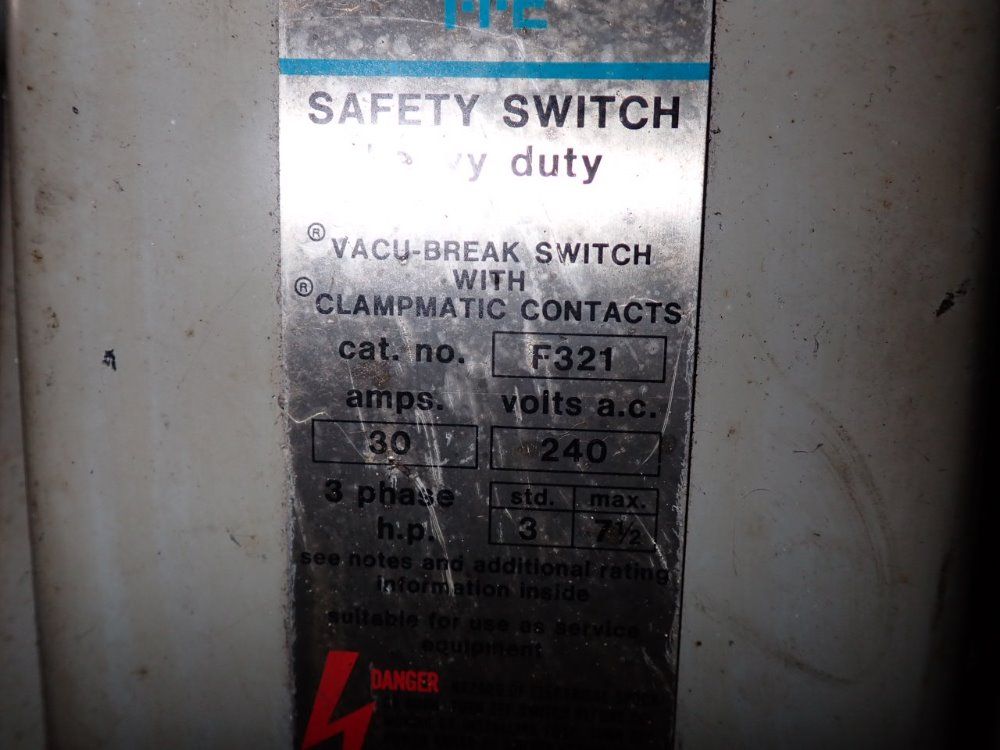 SAFETY SWITCH
heavy duty
® VACU-BREAK SWITCH
WITH
® CLAMPMATIC CONTACTS
cat. no. F321
amps. volts a.c.
30 240
3 phase std. max.
h.p. 3 7½
see notes and additional rating
information inside
suitable for use as service
equipment
DANGER